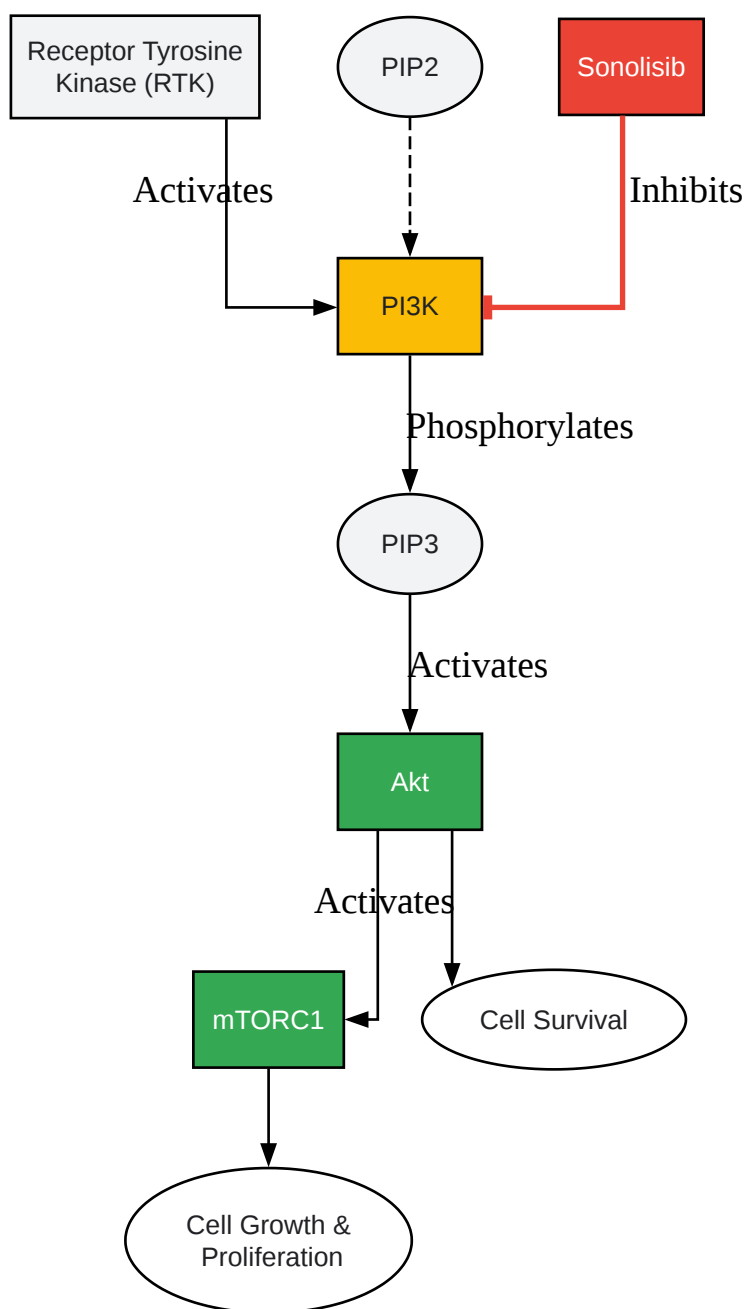 Receptor Tyrosine
Kinase (RTK)
PIP2
Sonolisib
Activates
Inhibits
PI3K
Phosphorylates
PIP3
Activates
Akt
Activates
mTORC1
Cell Survival
Cell Growth &
Proliferation